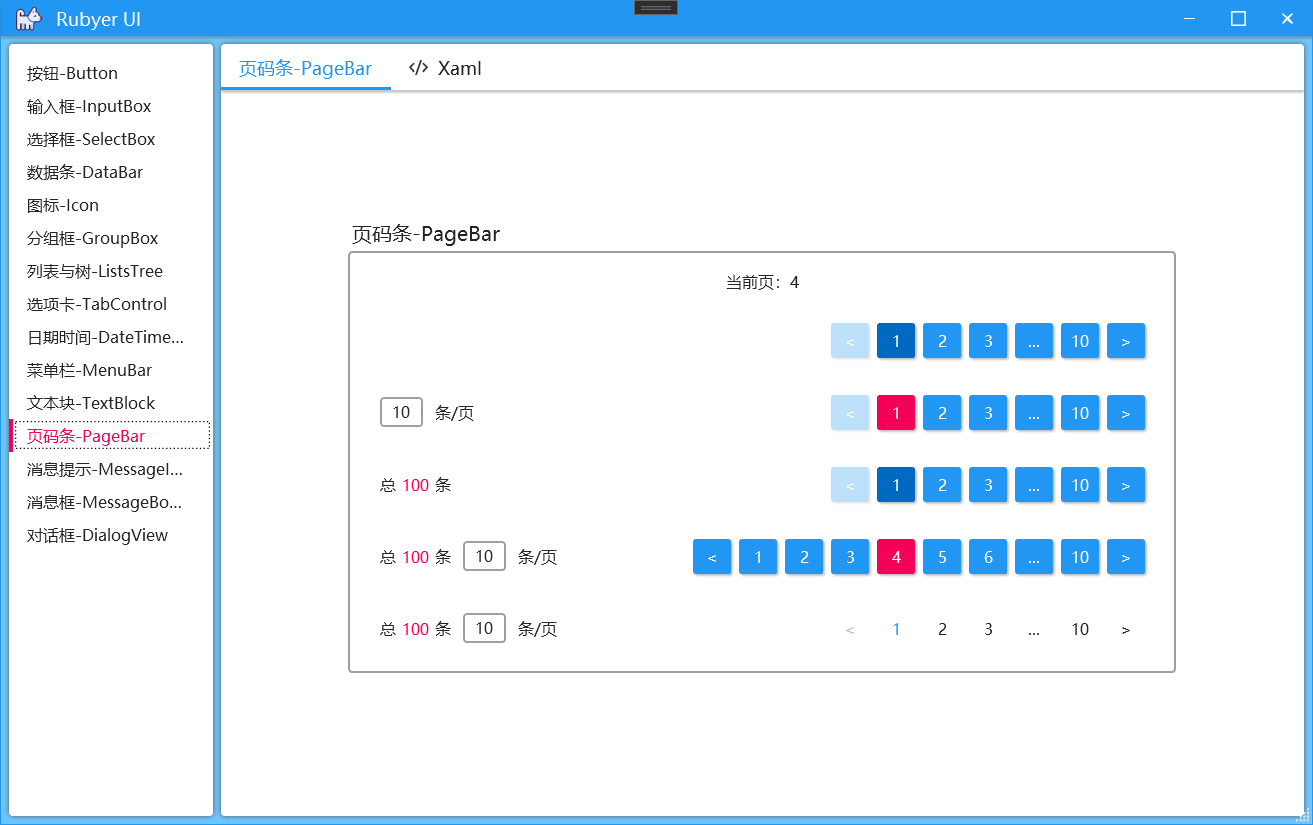 Rubyer UI
按钮-Button
输入框-InputBox
选择框-SelectBox
数据条-DataBar
图标-Icon
分组框-GroupBox
列表与树-ListsTree
选项卡-TabControl
日期时间-DateTime...
菜单栏-MenuBar
文本块-TextBlock
页码条-PageBar
消息提示-MessageI...
消息框-MessageBo...
对话框-DialogView
页码条-PageBar </> Xaml
页码条-PageBar
当前页：4
< 1 2 3 ... 10 >
10 条/页 < 1 2 3 ... 10 >
总 100 条 < 1 2 3 ... 10 >
总 100 条 10 条/页 < 1 2 3 4 5 6 ... 10 >
总 100 条 10 条/页 < 1 2 3 ... 10 >